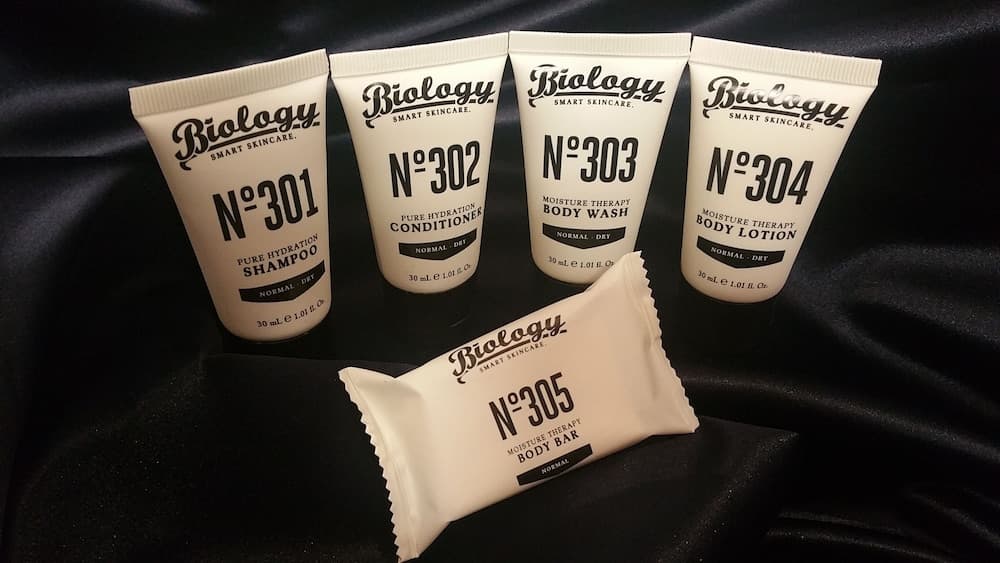 Biology
SMART SKINCARE.
Nº301
PURE HYDRATION
SHAMPOO
NORMAL · DRY
30 mL ℮ 1.01 fl. Oz.
Biology
SMART SKINCARE.
Nº302
PURE HYDRATION
CONDITIONER
NORMAL · DRY
30 mL ℮ 1.01 fl. Oz.
Biology
SMART SKINCARE.
Nº303
MOISTURE THERAPY
BODY WASH
NORMAL · DRY
30 mL ℮ 1.01 fl. Oz.
Biology
SMART SKINCARE.
Nº304
MOISTURE THERAPY
BODY LOTION
NORMAL · DRY
30 mL ℮ 1.01 fl. Oz.
Biology
SMART SKINCARE.
Nº305
MOISTURE THERAPY
BODY BAR
NORMAL